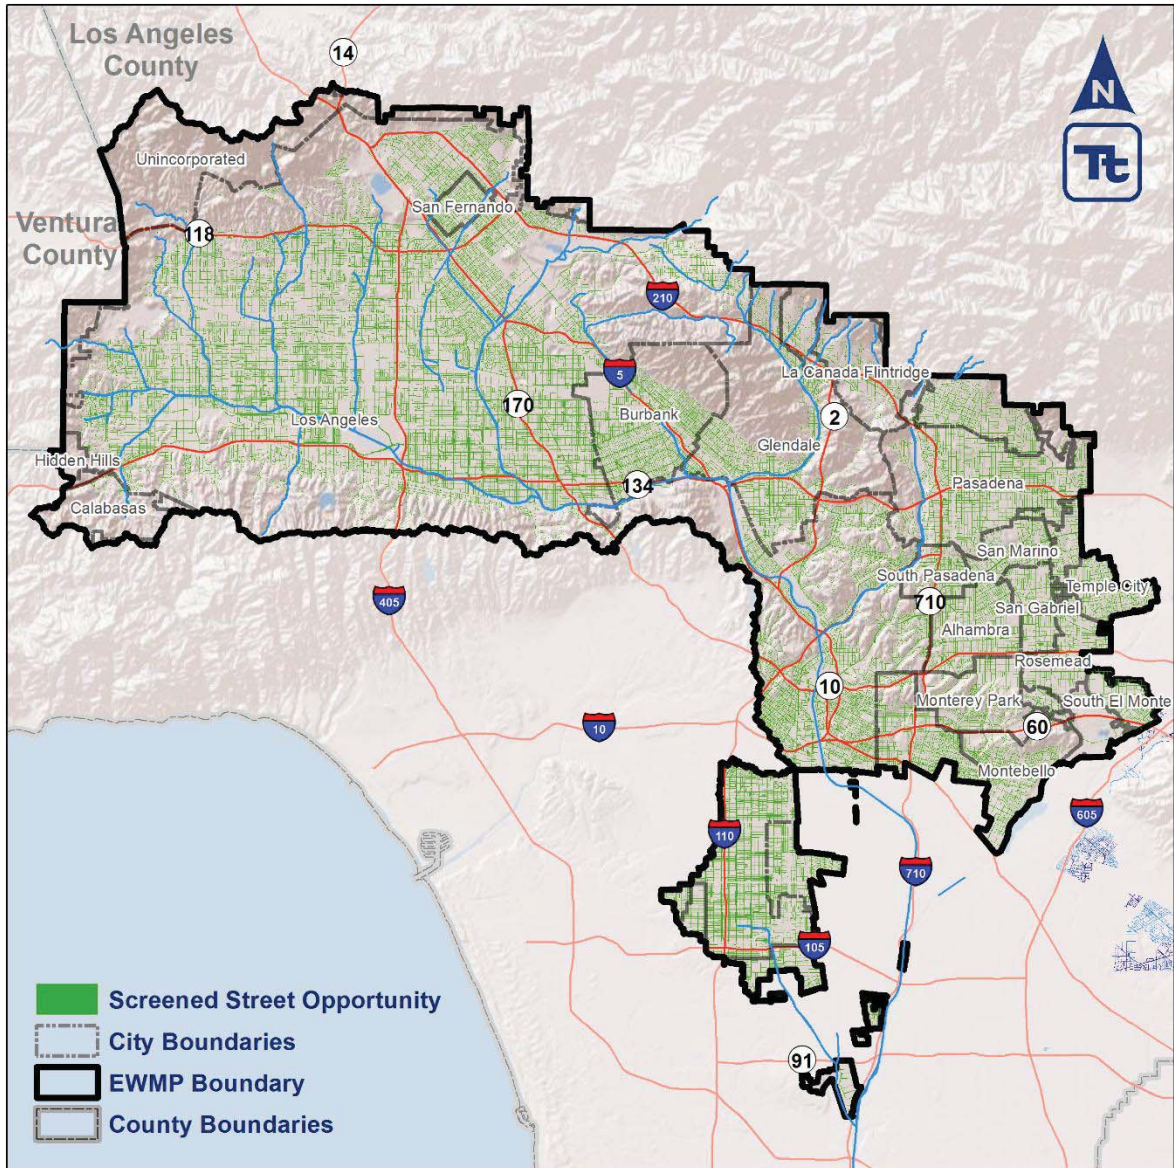 Los Angeles
County
14
N
Tt
Unincorporated
San Fernando
Ventura
County
118
210
5
La Canada Flintridge
170
Burbank
2
Los Angeles
Glendale
Hidden Hills
134
Pasadena
Calabasas
San Marino
South Pasadena
Temple City
405
710
San Gabriel
Alhambra
Rosemead
10
Monterey Park
South El Monte
10
60
Montebello
110
605
710
105
91
Screened Street Opportunity
City Boundaries
EWMP Boundary
County Boundaries